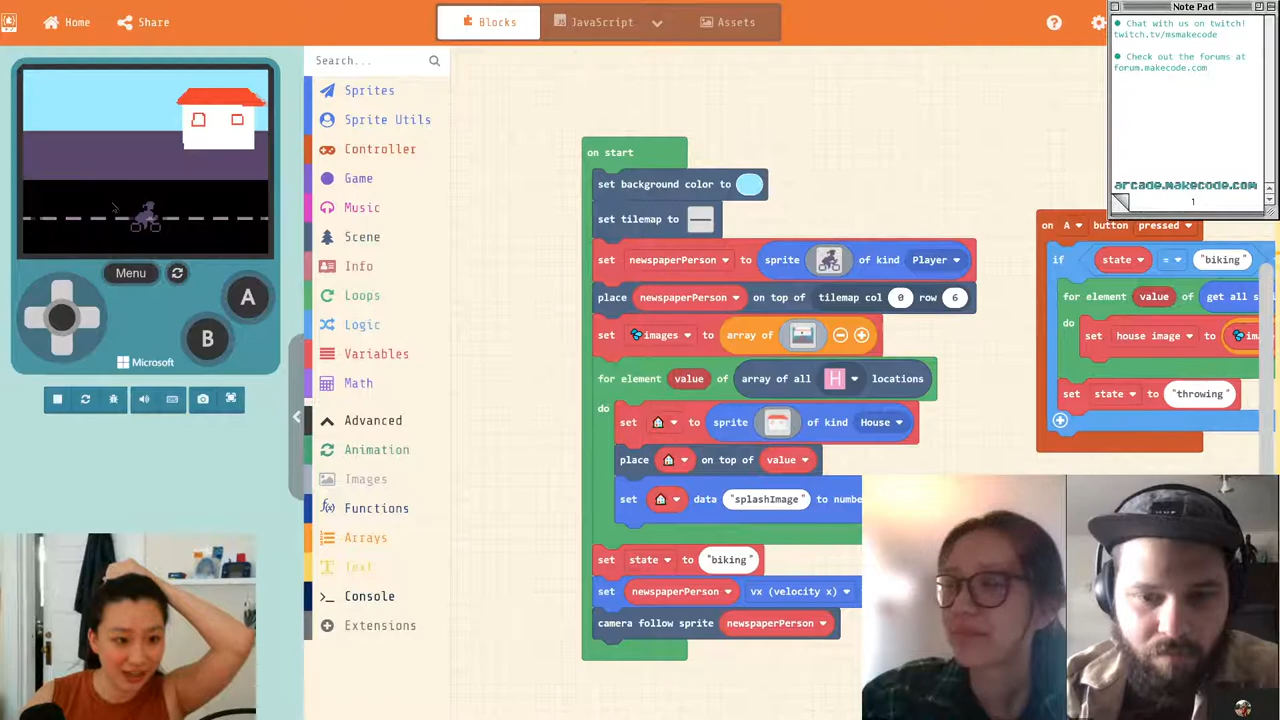 Home
Share
Blocks
JavaScript
Assets
Note Pad
● Chat with us on twitch!
twitch.tv/msmakecode
● Check out the forums at
forum.makecode.com
arcade.makecode.com
1
Menu
A
B
Microsoft
Search...
Sprites
Sprite Utils
Controller
Game
Music
Scene
Info
Loops
Logic
Variables
Math
Advanced
Animation
Images
Functions
Arrays
Text
Console
Extensions
on start
set background color to
set tilemap to
set newspaperPerson to sprite of kind Player
place newspaperPerson on top of tilemap col 0 row 6
set images to array of
for element value of array of all H locations
do set to sprite of kind House
place on top of value
set data "splashImage" to numbe
set state to "biking"
set newspaperPerson vx (velocity x)
camera follow sprite newspaperPerson
on A button pressed
if state = "biking"
for element value of get all s
do set house image to im
set state to "throwing"